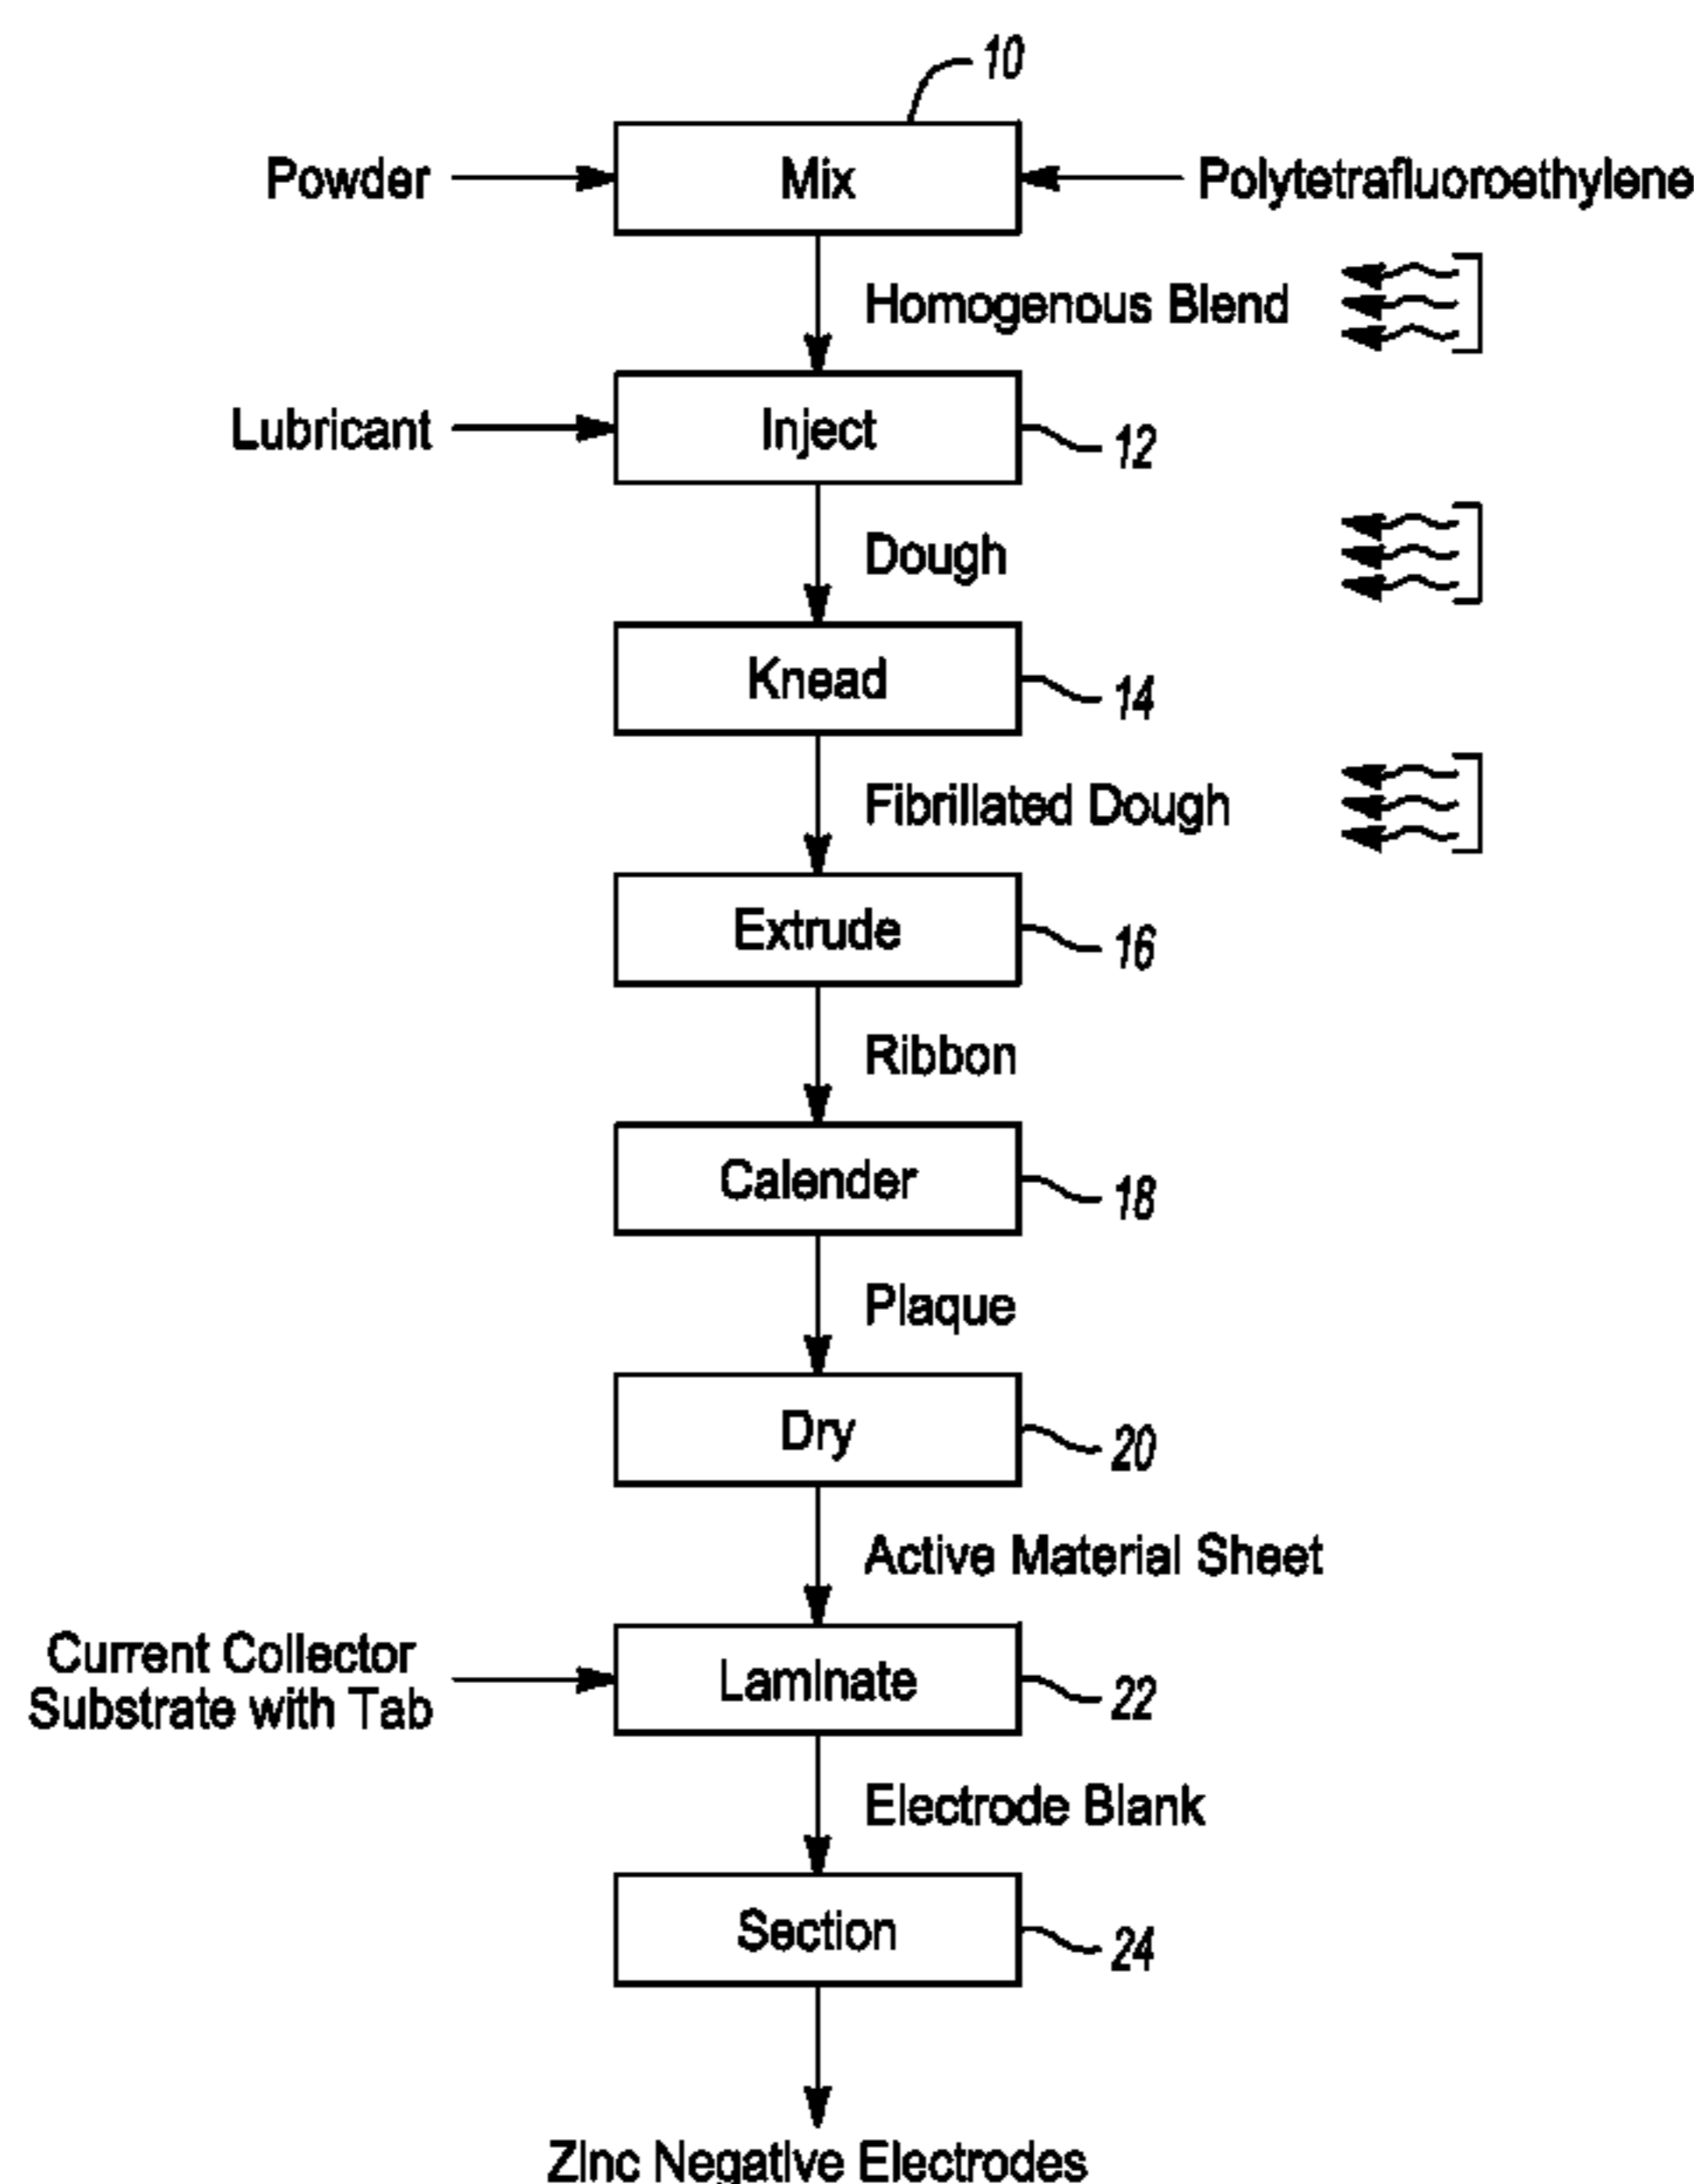 10
Powder
Mix
Polytetrafluoroethylene
Homogenous Blend
Lubricant
Inject
12
Dough
Knead
14
Fibrillated Dough
Extrude
16
Ribbon
Calender
18
Plaque
Dry
20
Active Material Sheet
Current Collector
Substrate with Tab
Laminate
22
Electrode Blank
Section
24
Zinc Negative Electrodes